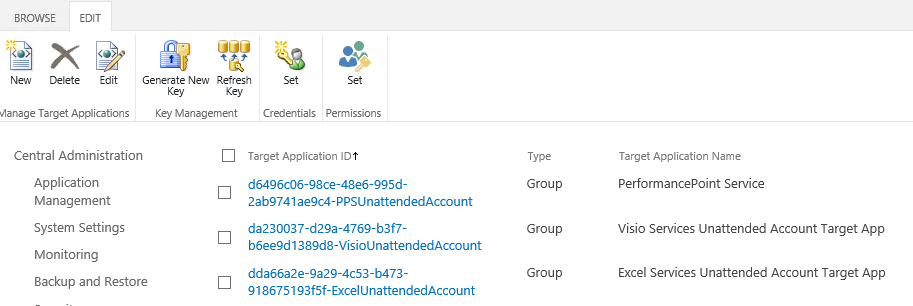 BROWSE
EDIT
New
Delete
Edit
Generate New
Key
Refresh
Key
Set
Set
Manage Target Applications
Key Management
Credentials
Permissions
Central Administration
Target Application ID↑
Type
Target Application Name
Application
Management
d6496c06-98ce-48e6-995d-
2ab9741ae9c4-PPSUnattendedAccount
Group
PerformancePoint Service
System Settings
da230037-d29a-4769-b3f7-
b6ee9d1389d8-VisioUnattendedAccount
Group
Visio Services Unattended Account Target App
Monitoring
Backup and Restore
dda66a2e-9a29-4c53-b473-
918675193f5f-ExcelUnattendedAccount
Group
Excel Services Unattended Account Target App